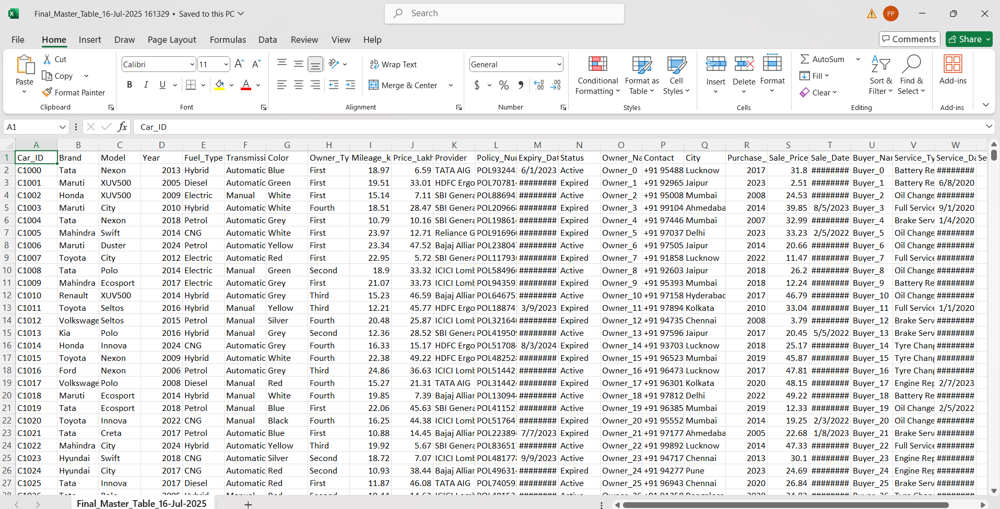 Final_Master_Table_16-Jul-2025 161329 • Saved to this PC
Search
PP
File Home Insert Draw Page Layout Formulas Data Review View Help
Comments Share
Paste Cut Copy Format Painter Clipboard
Calibri 11 B I U A Font
Wrap Text Merge & Center Alignment
General $ % Number
Conditional Formatting Format as Table Cell Styles Styles
Insert Delete Format Cells
AutoSum Fill Clear Sort & Filter Find & Select Editing
Add-ins Add-ins
A1 fx Car_ID
A B C D E F G H I J K L M N O P Q R S T U V W
1 Car_ID Brand Model Year Fuel_Type Transmissi Color Owner_Ty Mileage_k Price_Lakh Provider Policy_Nu Expiry_Dat Status Owner_Na Contact City Purchase_ Sale_Price_ Sale_Date Buyer_Nar Service_Ty Service_Da Se
2 C1000 Tata Nexon 2013 Hybrid Automatic Blue First 18.97 6.59 TATA AIG POL93244 6/1/2023 Active Owner_0 +91 95488 Lucknow 2017 31.8 ######## Buyer_0 Battery Re ########
3 C1001 Maruti XUV500 2005 Diesel Automatic Green First 19.51 33.01 HDFC Ergo POL70781 ######## Expired Owner_1 +91 92965 Jaipur 2023 2.51 ######## Buyer_1 Battery Re 6/8/2020
4 C1002 Honda XUV500 2009 Electric Manual White First 15.14 7.11 SBI Genera POL88694 ######## Active Owner_2 +91 95008 Mumbai 2008 24.53 ######## Buyer_2 Oil Change ########
5 C1003 Maruti City 2010 Hybrid Automatic White Fourth 18.51 28.47 SBI Genera POL20966 ######## Expired Owner_3 +91 99104 Ahmedaba 2014 39.85 8/5/2023 Buyer_3 Full Service 9/1/2020
6 C1004 Tata Nexon 2018 Petrol Automatic Grey First 10.79 10.16 SBI Genera POL19861 ######## Active Owner_4 +91 97446 Mumbai 2007 32.99 ######## Buyer_4 Brake Serv 1/4/2020
7 C1005 Mahindra Swift 2014 CNG Automatic White First 23.97 12.71 Reliance G POL91696 ######## Expired Owner_5 +91 97037 Delhi 2023 33.23 2/5/2022 Buyer_5 Oil Change ########
8 C1006 Maruti Duster 2024 Petrol Automatic Yellow First 23.34 47.52 Bajaj Allian POL23804 ######## Active Owner_6 +91 97505 Jaipur 2014 20.66 ######## Buyer_6 Oil Change ########
9 C1007 Toyota City 2012 Electric Automatic Red First 22.95 5.72 SBI Genera POL11793 ######## Expired Owner_7 +91 91858 Lucknow 2022 11.47 ######## Buyer_7 Full Service ########
10 C1008 Tata Polo 2014 Electric Manual Green Second 18.9 33.32 ICICI Lomb POL58496 ######## Active Owner_8 +91 92603 Jaipur 2018 26.2 ######## Buyer_8 Oil Change ########
11 C1009 Mahindra Ecosport 2017 Electric Automatic Grey First 21.07 33.73 ICICI Lomb POL94359 ######## Expired Owner_9 +91 95393 Mumbai 2018 12.24 ######## Buyer_9 Battery Re ########
12 C1010 Renault XUV500 2014 Hybrid Automatic Grey Third 15.23 46.59 Bajaj Allian POL64675 ######## Expired Owner_10 +91 97158 Hyderabad 2017 46.79 ######## Buyer_10 Oil Change ########
13 C1011 Toyota Seltos 2016 Hybrid Manual Yellow Third 12.21 45.77 HDFC Ergo POL18874 3/9/2023 Expired Owner_11 +91 97894 Kolkata 2010 33.04 ######## Buyer_11 Full Service 1/1/2020
14 C1012 Volkswage Seltos 2015 Petrol Manual Silver Fourth 20.48 25.87 ICICI Lomb POL32164 ######## Expired Owner_12 +91 94735 Chennai 2008 3.79 ######## Buyer_12 Brake Serv ########
15 C1013 Kia Polo 2016 Hybrid Manual Grey Second 12.36 28.52 SBI Genera POL41950 ######## Active Owner_13 +91 97596 Jaipur 2017 20.45 5/5/2022 Buyer_13 Brake Serv ########
16 C1014 Honda Innova 2024 CNG Automatic Grey Fourth 16.33 15.17 HDFC Ergo POL51708 8/3/2024 Expired Owner_14 +91 93703 Lucknow 2018 25.17 ######## Buyer_14 Tyre Chang ########
17 C1015 Toyota Nexon 2009 Hybrid Automatic White Fourth 22.38 49.22 HDFC Ergo POL48252 ######## Expired Owner_15 +91 96523 Mumbai 2019 45.87 ######## Buyer_15 Tyre Chang ########
18 C1016 Ford Nexon 2006 Petrol Automatic Grey Third 24.86 36.63 ICICI Lomb POL51442 ######## Active Owner_16 +91 96473 Lucknow 2017 47.81 ######## Buyer_16 Tyre Chang ########
19 C1017 Volkswage Polo 2008 Diesel Manual Red Fourth 15.27 21.31 TATA AIG POL31442 ######## Expired Owner_17 +91 96301 Kolkata 2020 48.15 ######## Buyer_17 Engine Rep 2/7/2023
20 C1018 Maruti Ecosport 2014 Hybrid Manual White Fourth 19.85 7.39 Bajaj Allian POL13094 ######## Active Owner_18 +91 97812 Delhi 2022 49.22 ######## Buyer_18 Battery Re ########
21 C1019 Tata Ecosport 2018 Petrol Manual Blue First 22.06 45.63 SBI Genera POL41152 ######## Active Owner_19 +91 96385 Mumbai 2019 12.33 ######## Buyer_19 Oil Change 2/5/2022
22 C1020 Toyota Innova 2022 CNG Manual Black Fourth 16.25 44.38 ICICI Lomb POL51764 ######## Expired Owner_20 +91 95552 Mumbai 2014 19.25 2/3/2022 Buyer_20 Oil Change ########
23 C1021 Tata Creta 2017 Petrol Automatic Blue First 10.88 14.45 Bajaj Allian POL22389 7/7/2023 Expired Owner_21 +91 97177 Ahmedaba 2005 22.68 1/8/2023 Buyer_21 Brake Serv ########
24 C1022 Mahindra City 2024 Hybrid Automatic Yellow Third 19.92 5.67 SBI Genera POL83651 ######## Active Owner_22 +91 99892 Lucknow 2014 47.33 ######## Buyer_22 Full Service ########
25 C1023 Hyundai Swift 2018 CNG Automatic Silver Second 18.72 7.07 ICICI Lomb POL48177 9/9/2023 Active Owner_23 +91 94717 Chennai 2013 30.1 ######## Buyer_23 Engine Rep ########
26 C1024 Hyundai City 2017 CNG Automatic Red Second 10.93 38.44 Bajaj Allian POL49631 ######## Expired Owner_24 +91 94277 Pune 2023 24.69 ######## Buyer_24 Engine Rep ########
27 C1025 Tata Innova 2017 Diesel Automatic Red First 11.87 46.08 TATA AIG POL74059 ######## Active Owner_25 +91 96943 Chennai 2020 26.84 ######## Buyer_25 Brake Serv ########
Final_Master_Table_16-Jul-2025